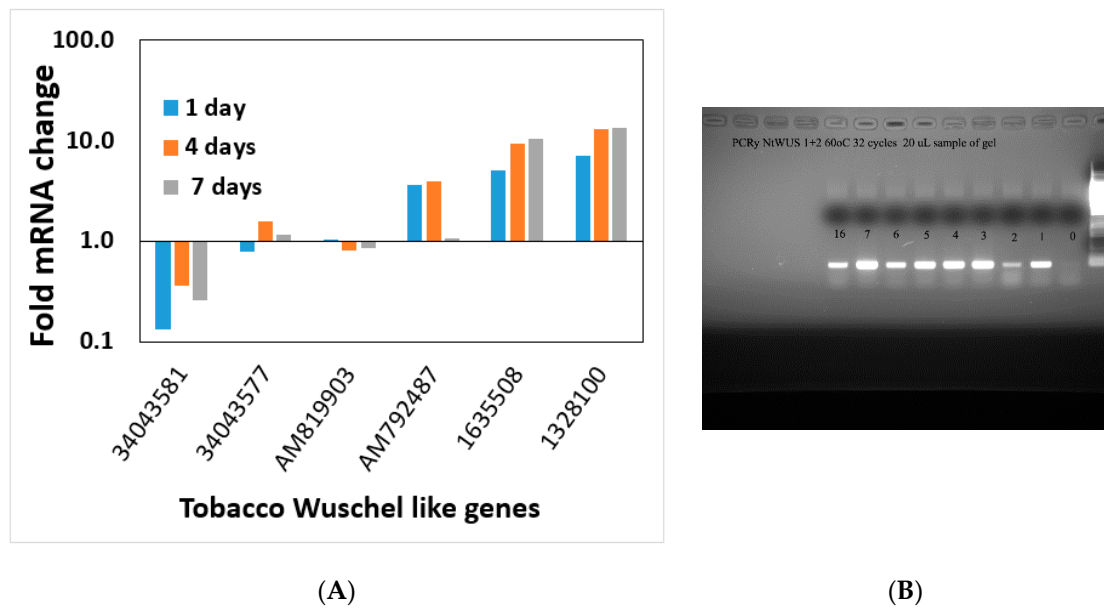 100.0
10.0
1.0
0.1
Fold mRNA change
1 day
4 days
7 days
34043581
34043577
AM819903
AM792487
1635508
1328100
Tobacco Wuschel like genes
(A)
PCRy NtWUS 1+2 60oC 32 cycles 20 uL sample of gel
16 7 6 5 4 3 2 1 0
(B)